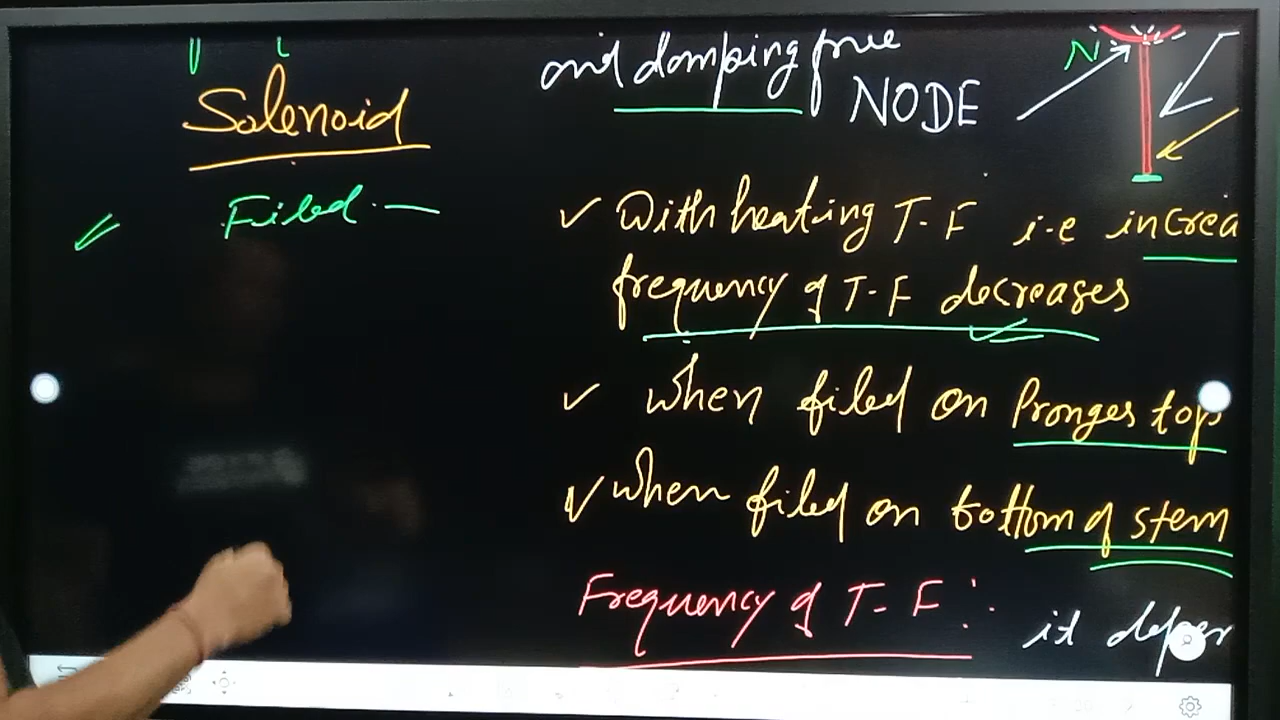 Solenoid
Filed. —
and damping free
NODE
N
✓ With heating T-F i-e increa
frequency of T-F decreases
✓ when filed on Pronges top
✓ when filed on bottom of stem
Frequency of T-F : it